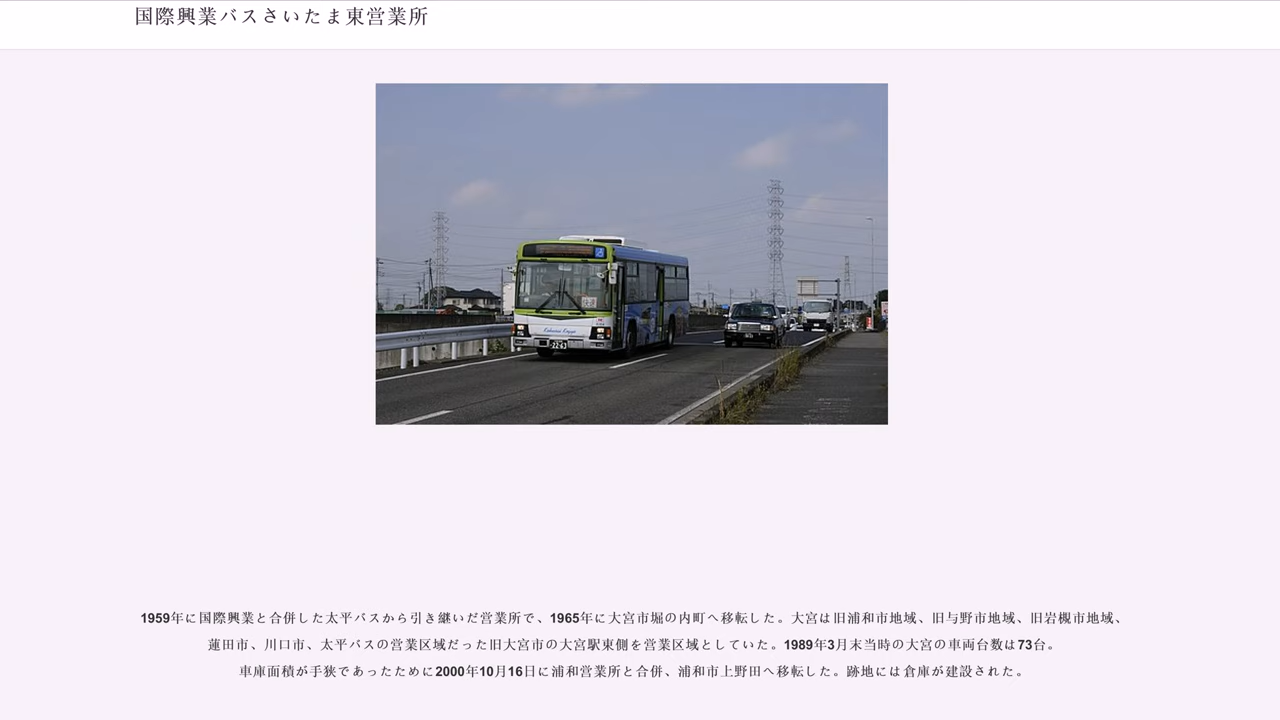 国際興業バスさいたま東営業所
Kokusai Kogyo
22-63
1959年に国際興業と合併した太平バスから引き継いだ営業所で、1965年に大宮市堀の内町へ移転した。大宮は旧浦和市地域、旧与野市地域、旧岩槻市地域、
蓮田市、川口市、太平バスの営業区域だった旧大宮市の大宮駅東側を営業区域としていた。1989年3月末当時の大宮の車両台数は73台。
車庫面積が手狭であったために2000年10月16日に浦和営業所と合併、浦和市上野田へ移転した。跡地には倉庫が建設された。